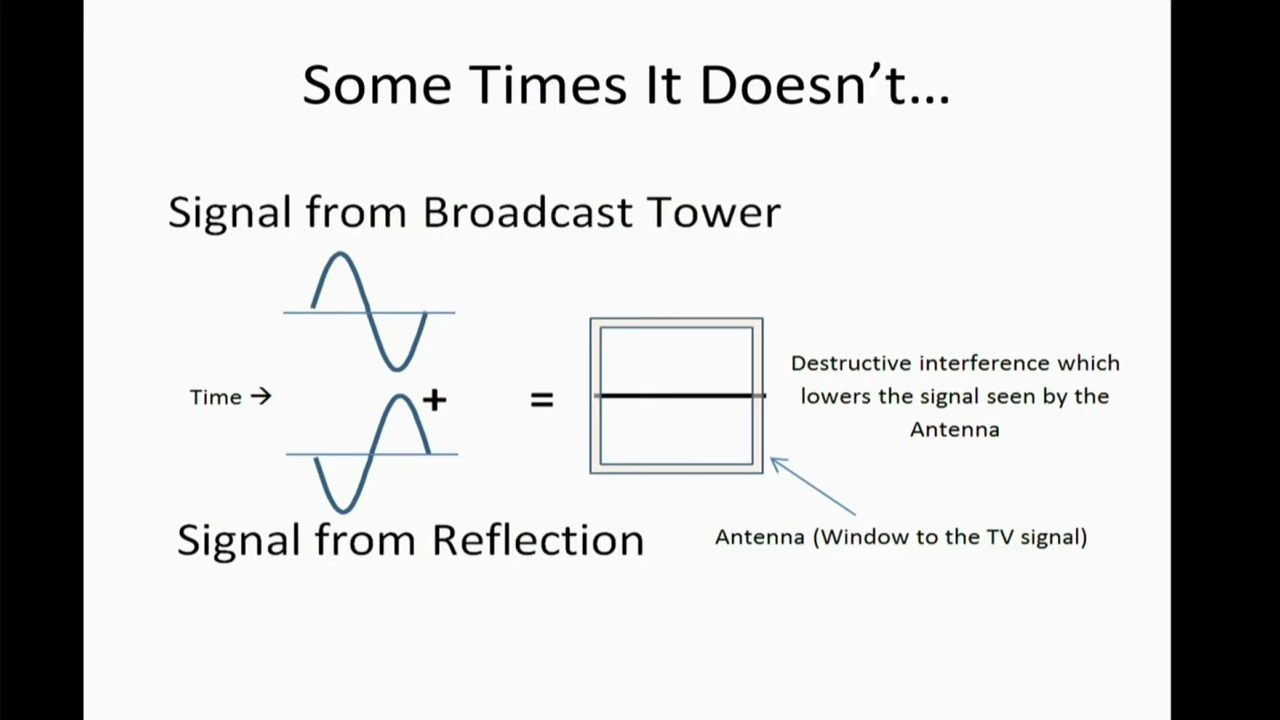 Some Times It Doesn’t...
Signal from Broadcast Tower
Time →
+
=
Destructive interference which
lowers the signal seen by the
Antenna
Signal from Reflection
Antenna (Window to the TV signal)